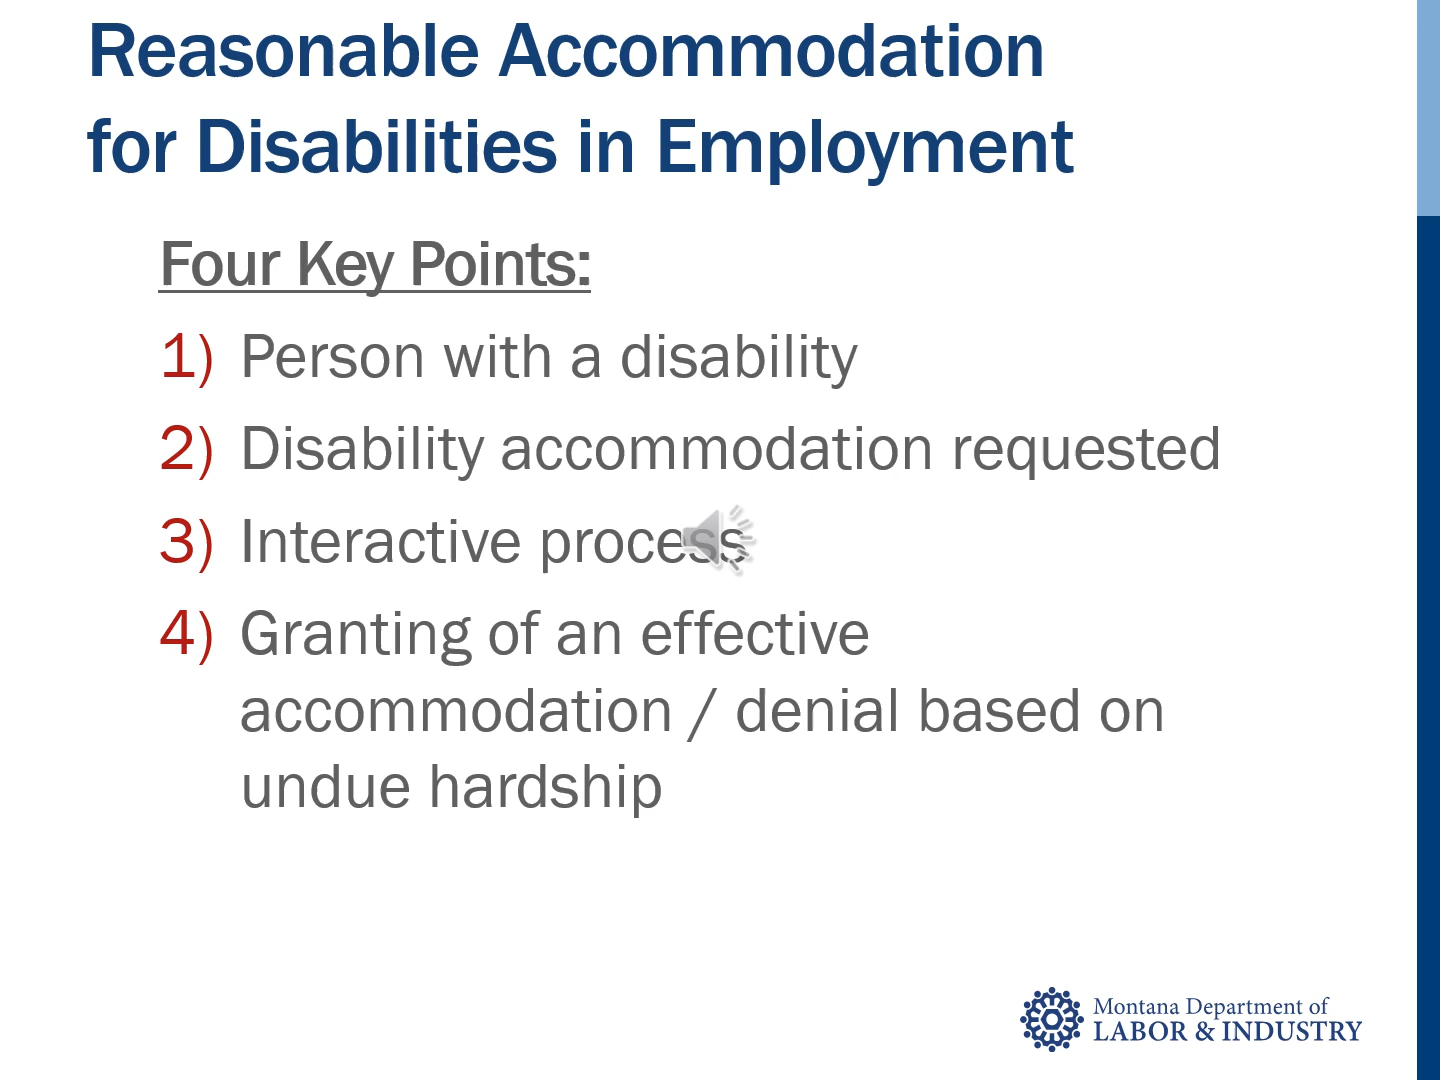 Reasonable Accommodation
for Disabilities in Employment
Four Key Points:
1) Person with a disability
2) Disability accommodation requested
3) Interactive process
4) Granting of an effective
accommodation / denial based on
undue hardship
Montana Department of
LABOR & INDUSTRY